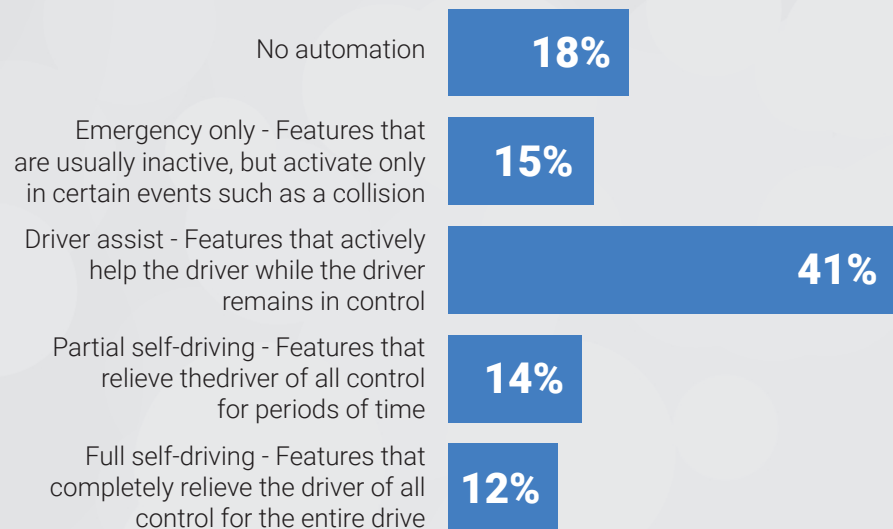 No automation
18%
Emergency only - Features that
are usually inactive, but activate only
in certain events such as a collision
15%
Driver assist - Features that actively
help the driver while the driver
remains in control
41%
Partial self-driving - Features that
relieve thedriver of all control
for periods of time
14%
Full self-driving - Features that
completely relieve the driver of all
control for the entire drive
12%